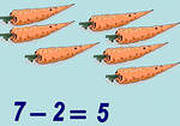 7 – 2 = 5